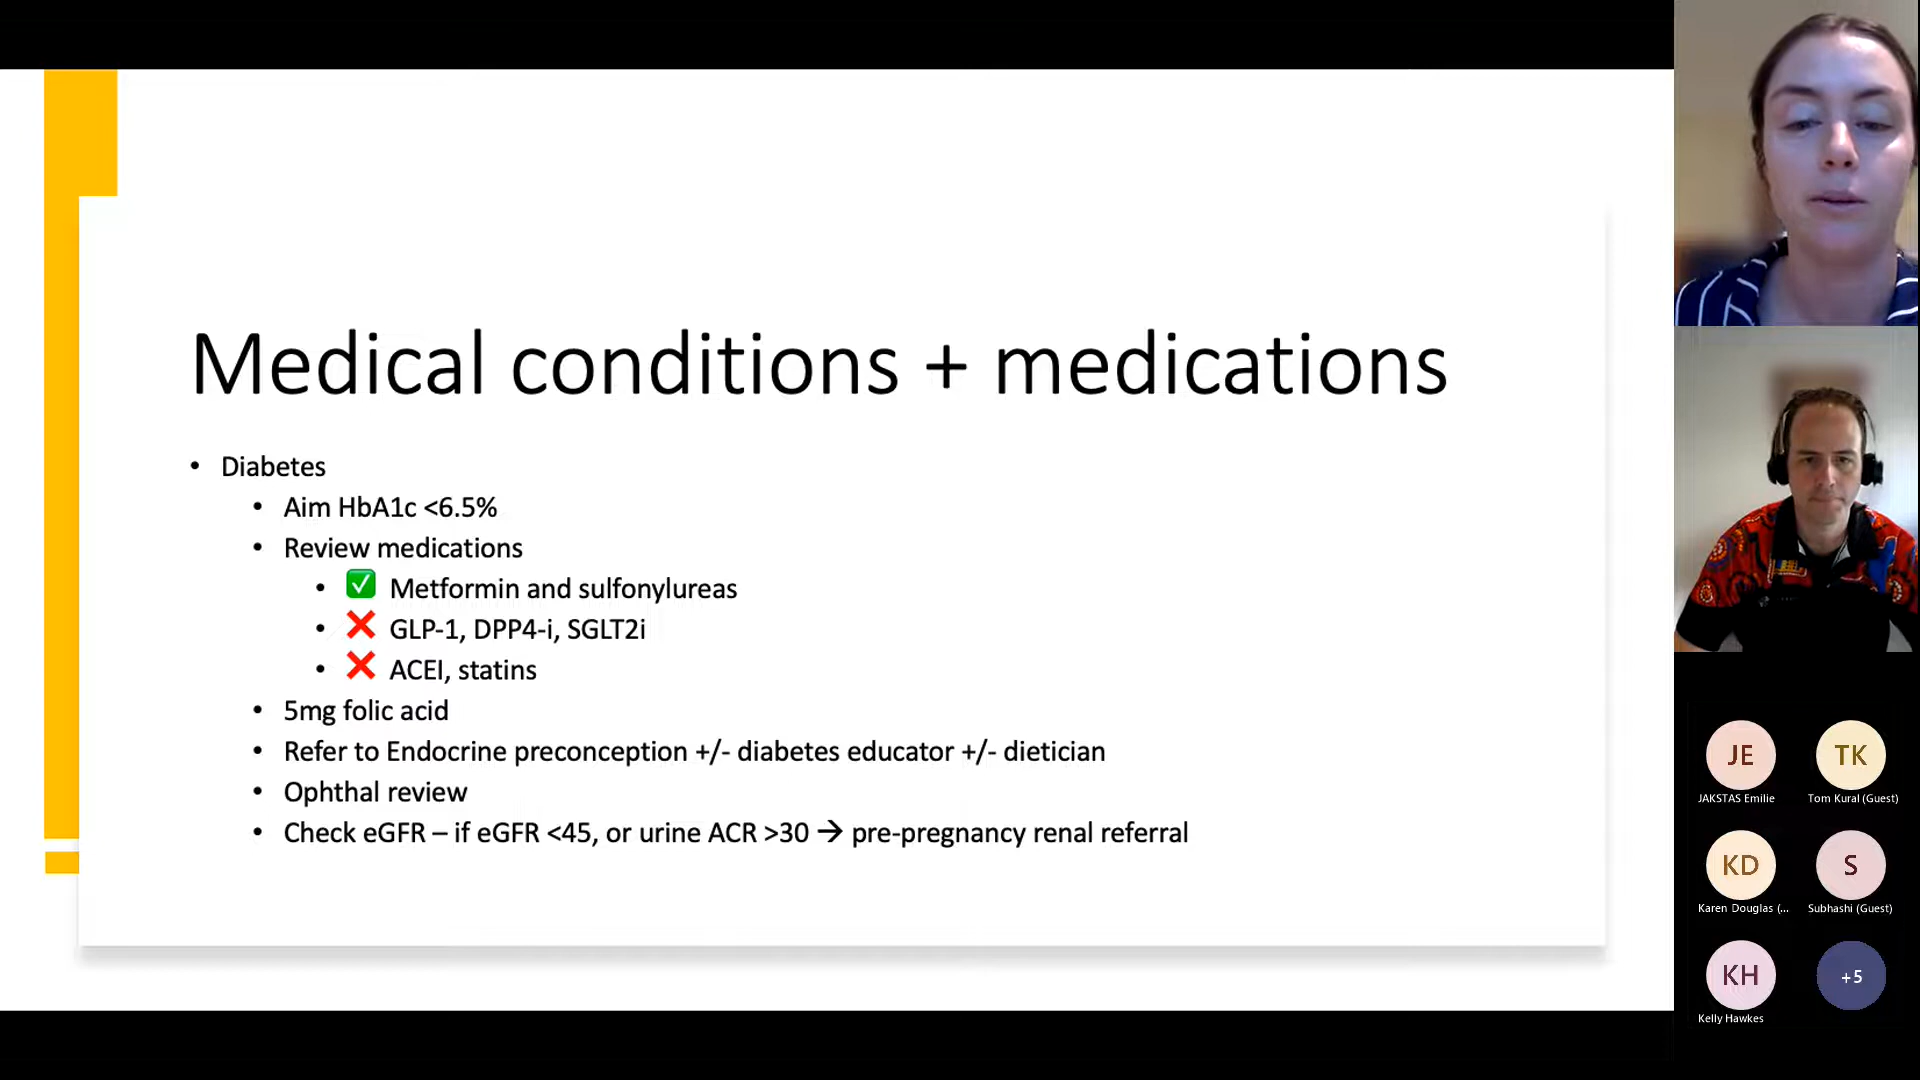 Medical conditions + medications
• Diabetes
• Aim HbA1c <6.5%
• Review medications
• ✅ Metformin and sulfonylureas
• ❌ GLP-1, DPP4-i, SGLT2i
• ❌ ACEI, statins
• 5mg folic acid
• Refer to Endocrine preconception +/- diabetes educator +/- dietician
• Ophthal review
• Check eGFR – if eGFR <45, or urine ACR >30 → pre-pregnancy renal referral
JE
JAKSTAS Emilie
TK
Tom Kural (Guest)
KD
Karen Douglas (...
S
Subhashi (Guest)
KH
Kelly Hawkes
+5